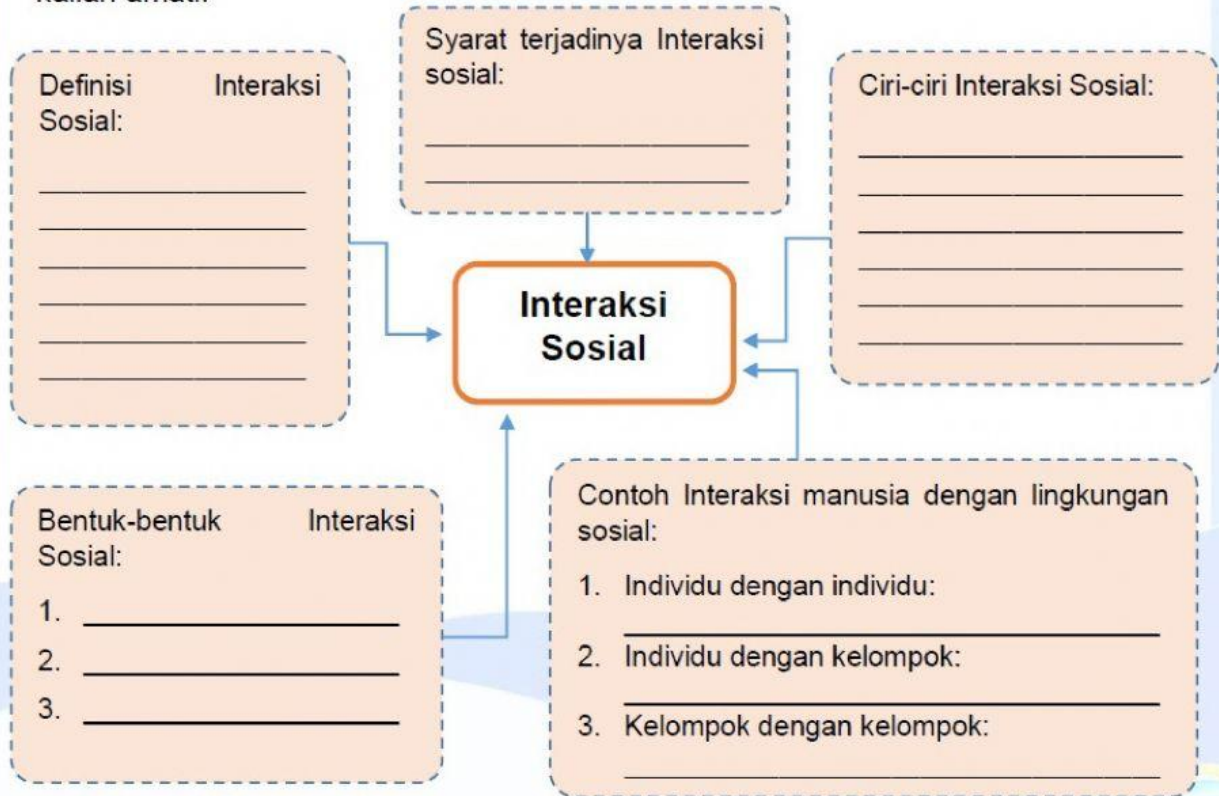 Syarat terjadinya Interaksi
sosial:
Definisi Interaksi
Sosial:
Ciri-ciri Interaksi Sosial:
Interaksi
Sosial
Bentuk-bentuk Interaksi
Sosial:
1.
2.
3.
Contoh Interaksi manusia dengan lingkungan
sosial:
1. Individu dengan individu:
2. Individu dengan kelompok:
3. Kelompok dengan kelompok: